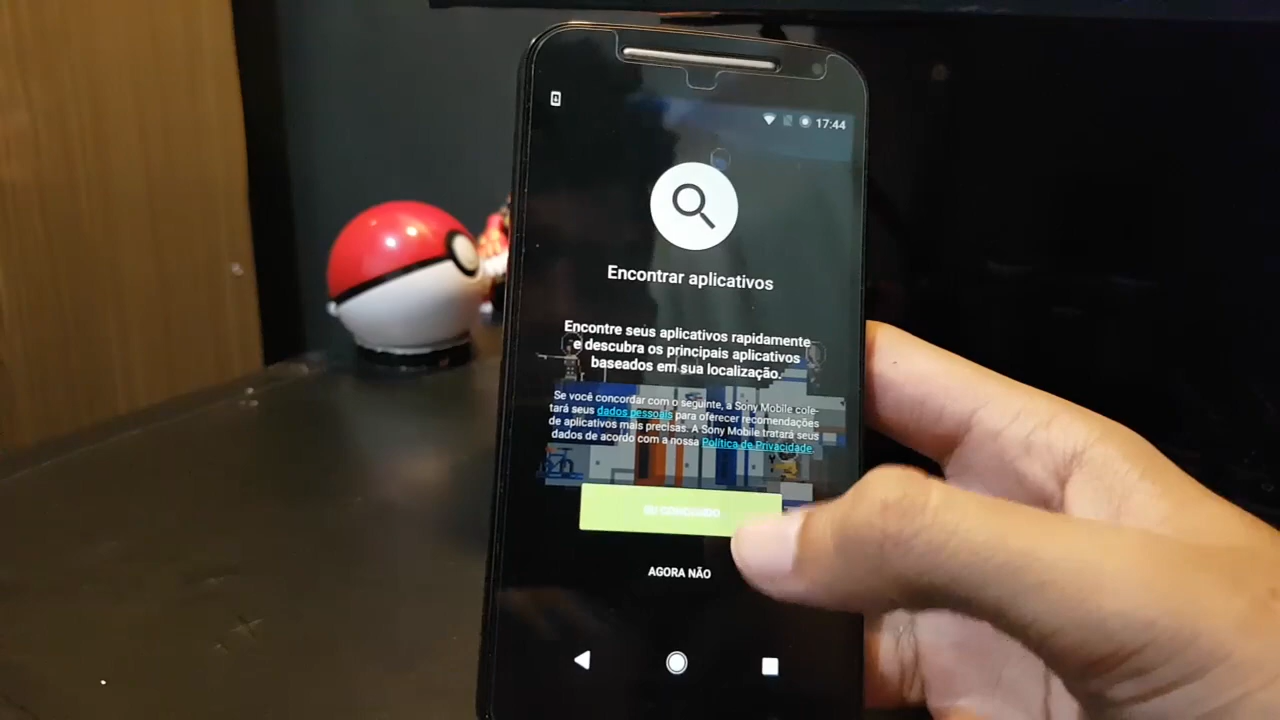 17:44
Encontrar aplicativos
Encontre seus aplicativos rapidamente
e descubra os principais aplicativos
baseados em sua localização.
Se você concordar com o seguinte, a Sony Mobile cole-
tará seus dados pessoais para oferecer recomendações
de aplicativos mais precisas. A Sony Mobile tratará seus
dados de acordo com a nossa Política de Privacidade.
EU CONCORDO
AGORA NÃO